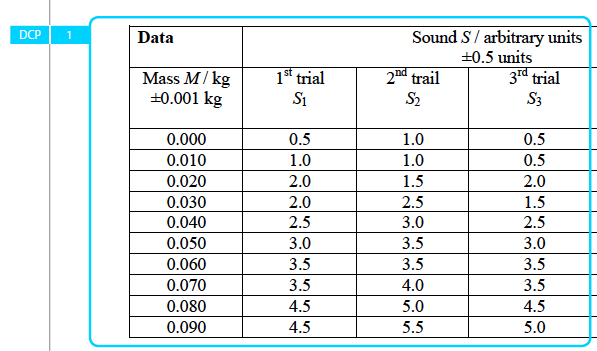 DCP 1
Data Sound S / arbitrary units
±0.5 units
Mass M / kg 1st trial 2nd trail 3rd trial
±0.001 kg S1 S2 S3
0.000 0.5 1.0 0.5
0.010 1.0 1.0 0.5
0.020 2.0 1.5 2.0
0.030 2.0 2.5 1.5
0.040 2.5 3.0 2.5
0.050 3.0 3.5 3.0
0.060 3.5 3.5 3.5
0.070 3.5 4.0 3.5
0.080 4.5 5.0 4.5
0.090 4.5 5.5 5.0